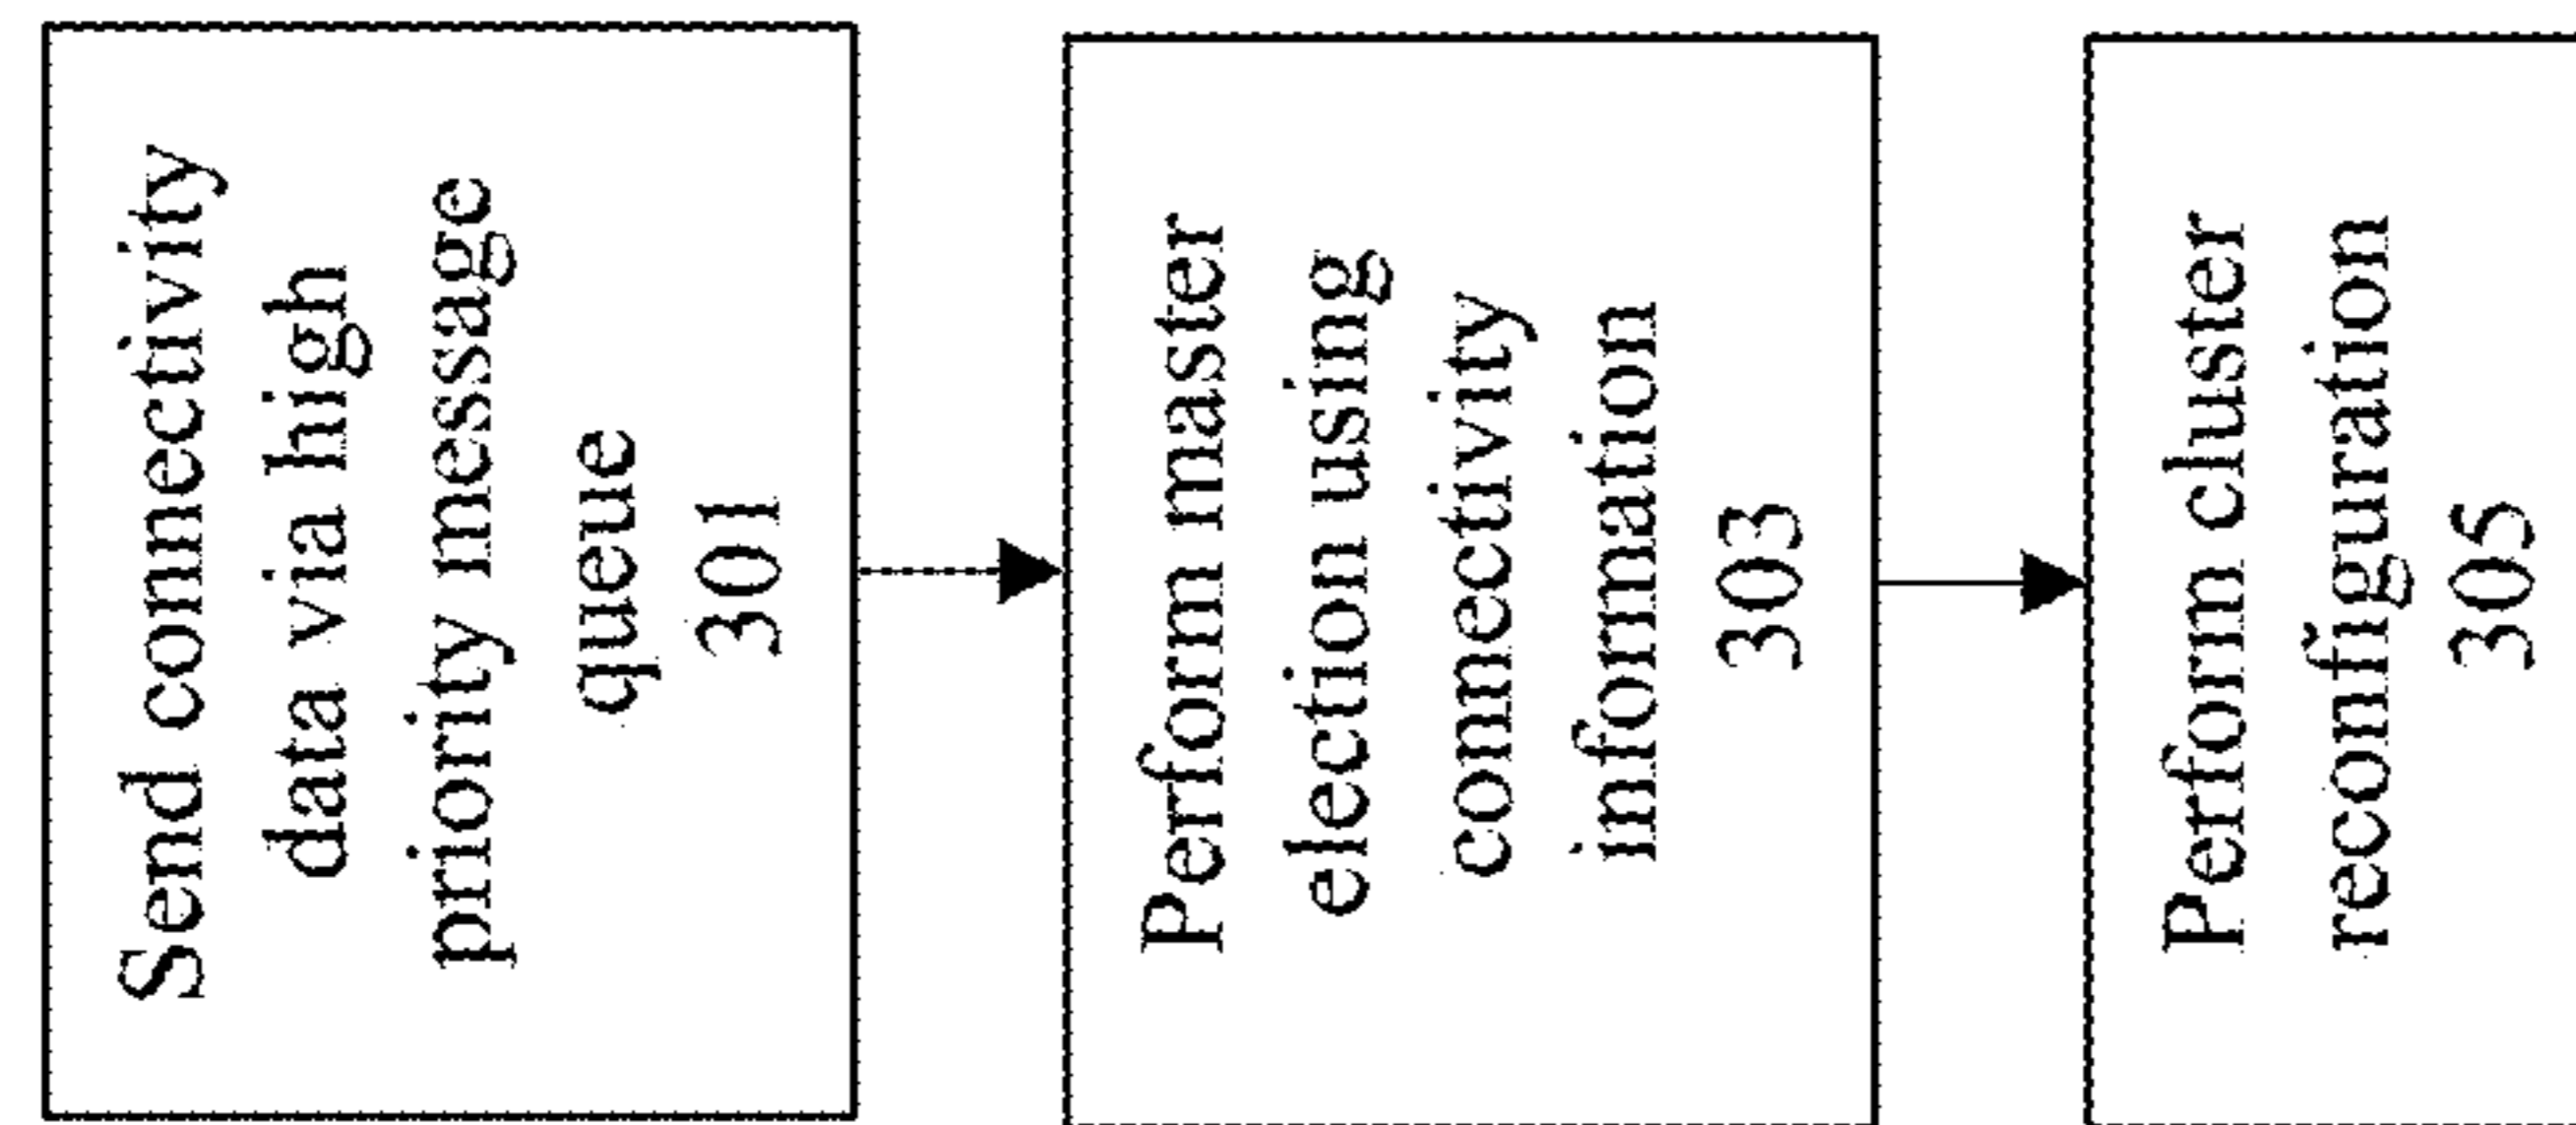 Send connectivity
data via high
priority message
queue
301
Perform master
election using
connectivity
information
303
Perform cluster
reconfiguration
305